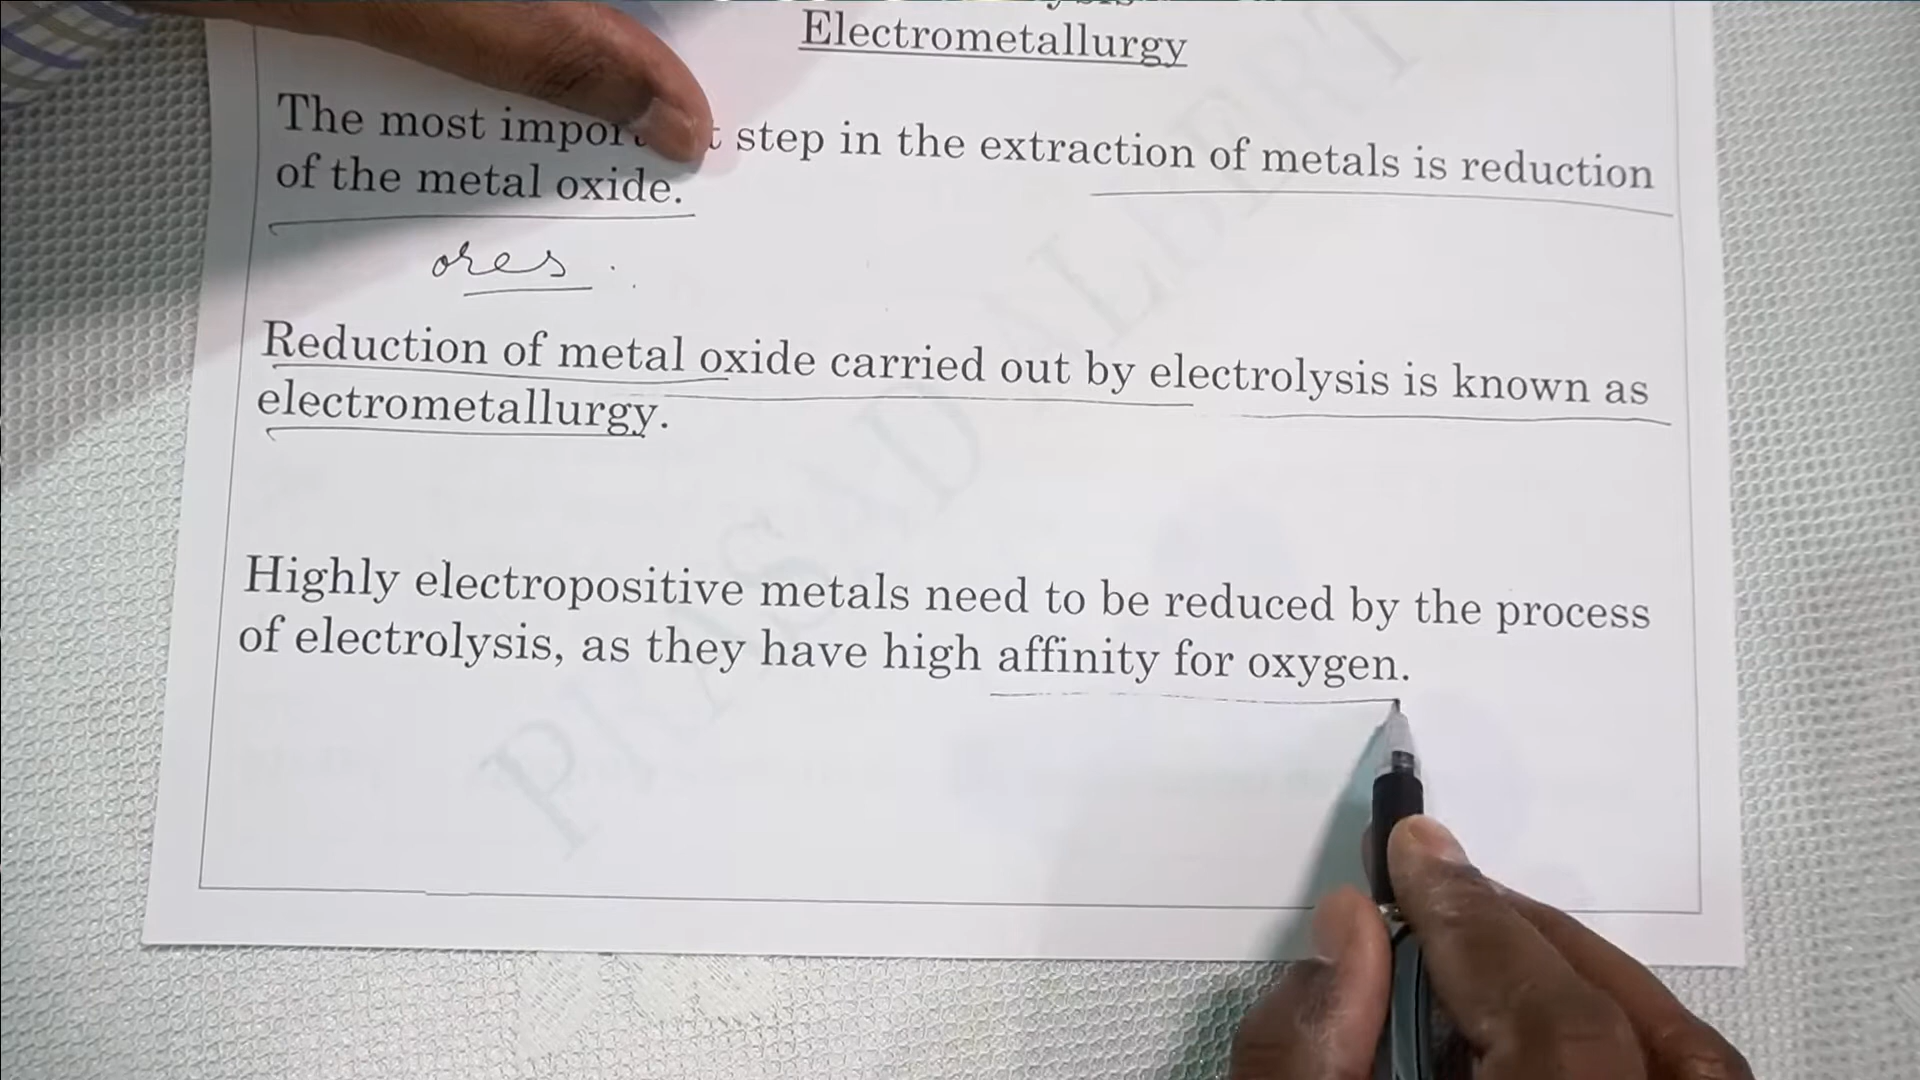 Electrometallurgy
The most step in the extraction of metals is reduction
of the metal oxide.
ores
Reduction of metal oxide carried out by electrolysis is known as
electrometallurgy.
Highly electropositive metals need to be reduced by the process
of electrolysis, as they have high affinity for oxygen.
PRASAD ALBERT